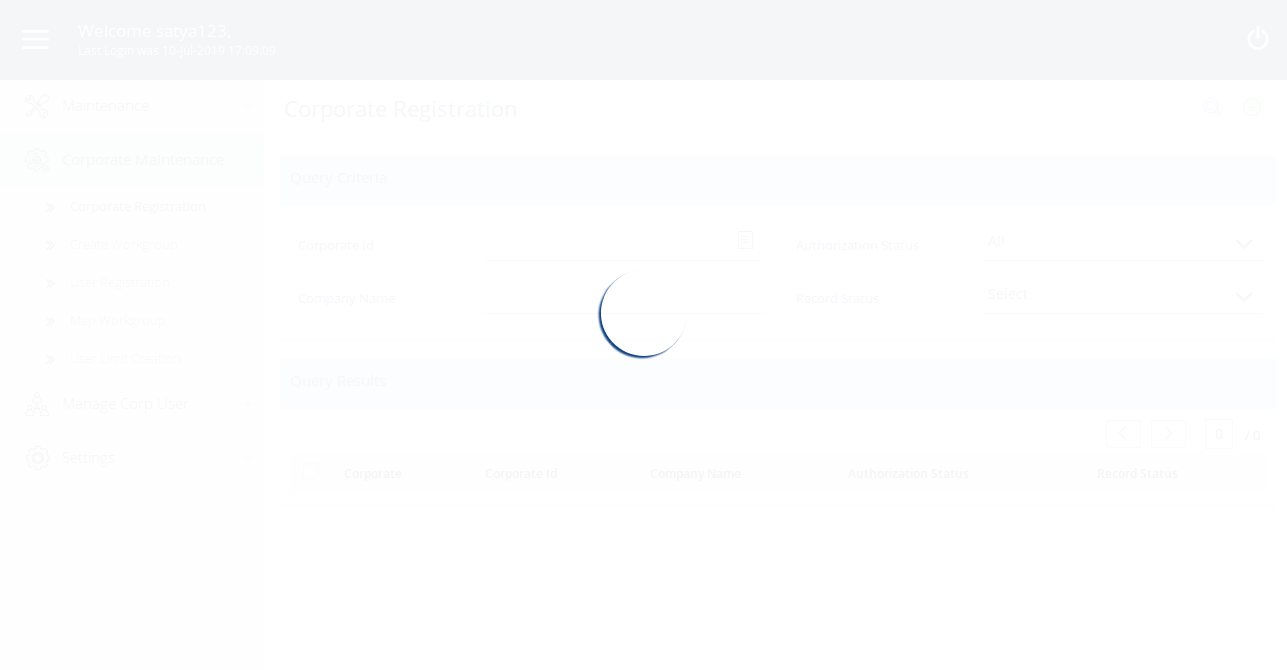 Welcome satya123,
Last Login was 10-Jul-2019 17:09:09
Maintenance
Corporate Maintenance
Corporate Registration
Create Workgroup
User Registration
Map Workgroup
User Limit Creation
Manage Corp User
Settings
Corporate Registration
Query Criteria
Corporate Id
Authorization Status All
Company Name
Record Status Select
Query Results
0 / 0
Corporate Corporate Id Company Name Authorization Status Record Status